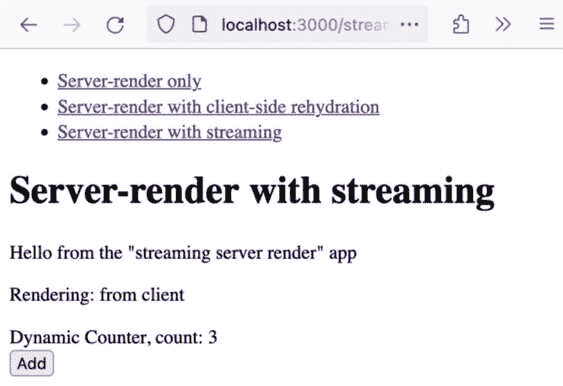 localhost:3000/strear
Server-render only
Server-render with client-side rehydration
Server-render with streaming
Server-render with streaming
Hello from the "streaming server render" app
Rendering: from client
Dynamic Counter, count: 3
Add